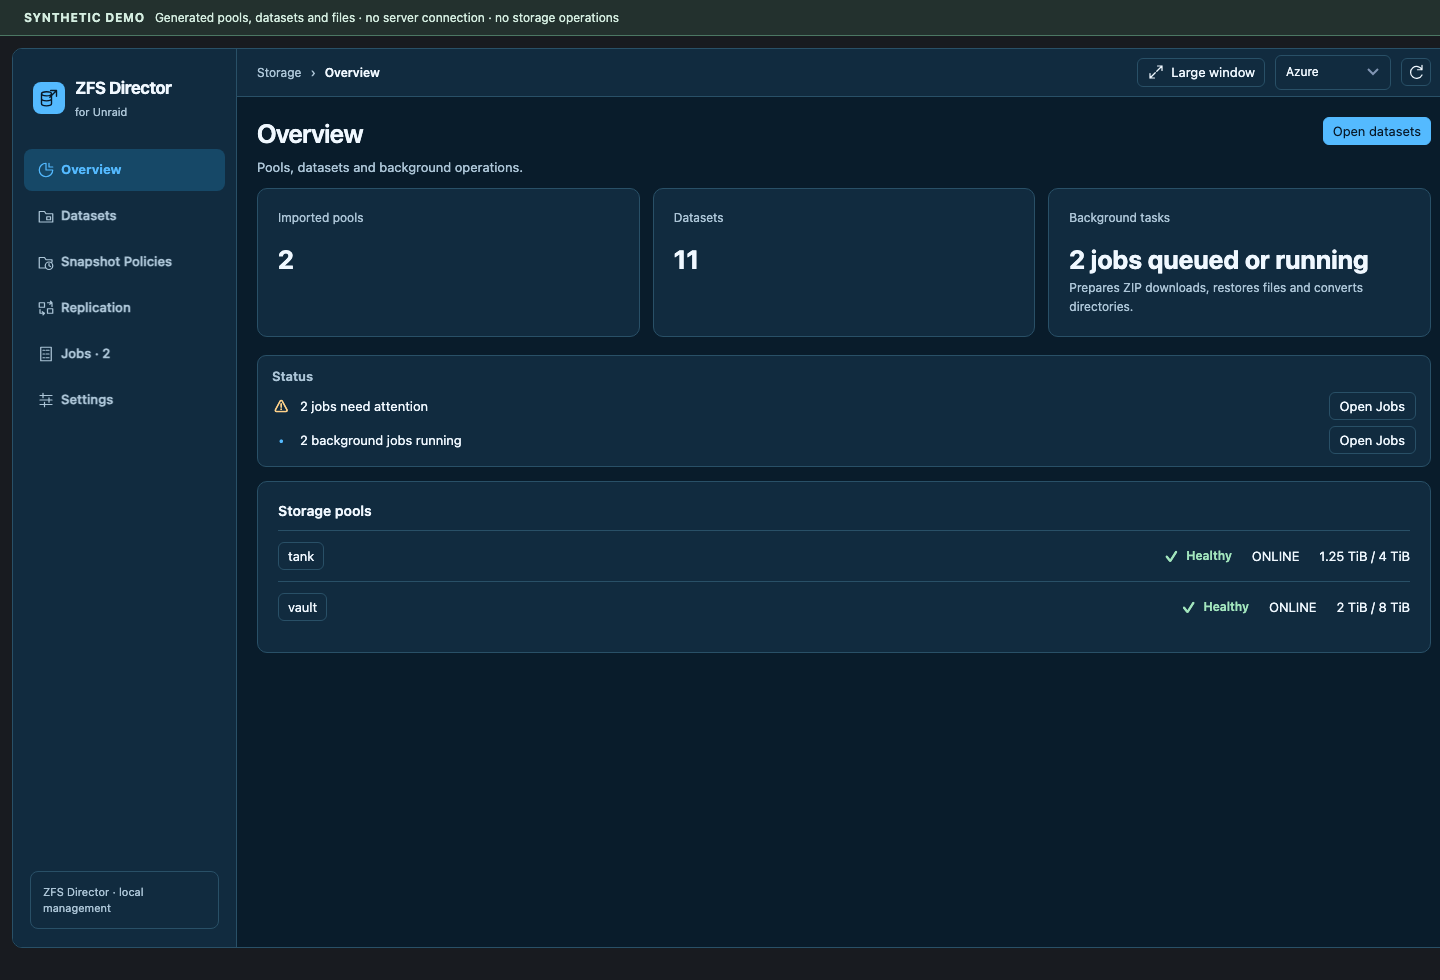 SYNTHETIC DEMO Generated pools, datasets and files · no server connection · no storage operations
ZFS Director
for Unraid
Overview
Datasets
Snapshot Policies
Replication
Jobs · 2
Settings
ZFS Director · local
management
Storage › Overview
Large window
Azure
Overview
Open datasets
Pools, datasets and background operations.
Imported pools
2
Datasets
11
Background tasks
2 jobs queued or running
Prepares ZIP downloads, restores files and converts
directories.
Status
2 jobs need attention
Open Jobs
2 background jobs running
Open Jobs
Storage pools
tank Healthy ONLINE 1.25 TiB / 4 TiB
vault Healthy ONLINE 2 TiB / 8 TiB